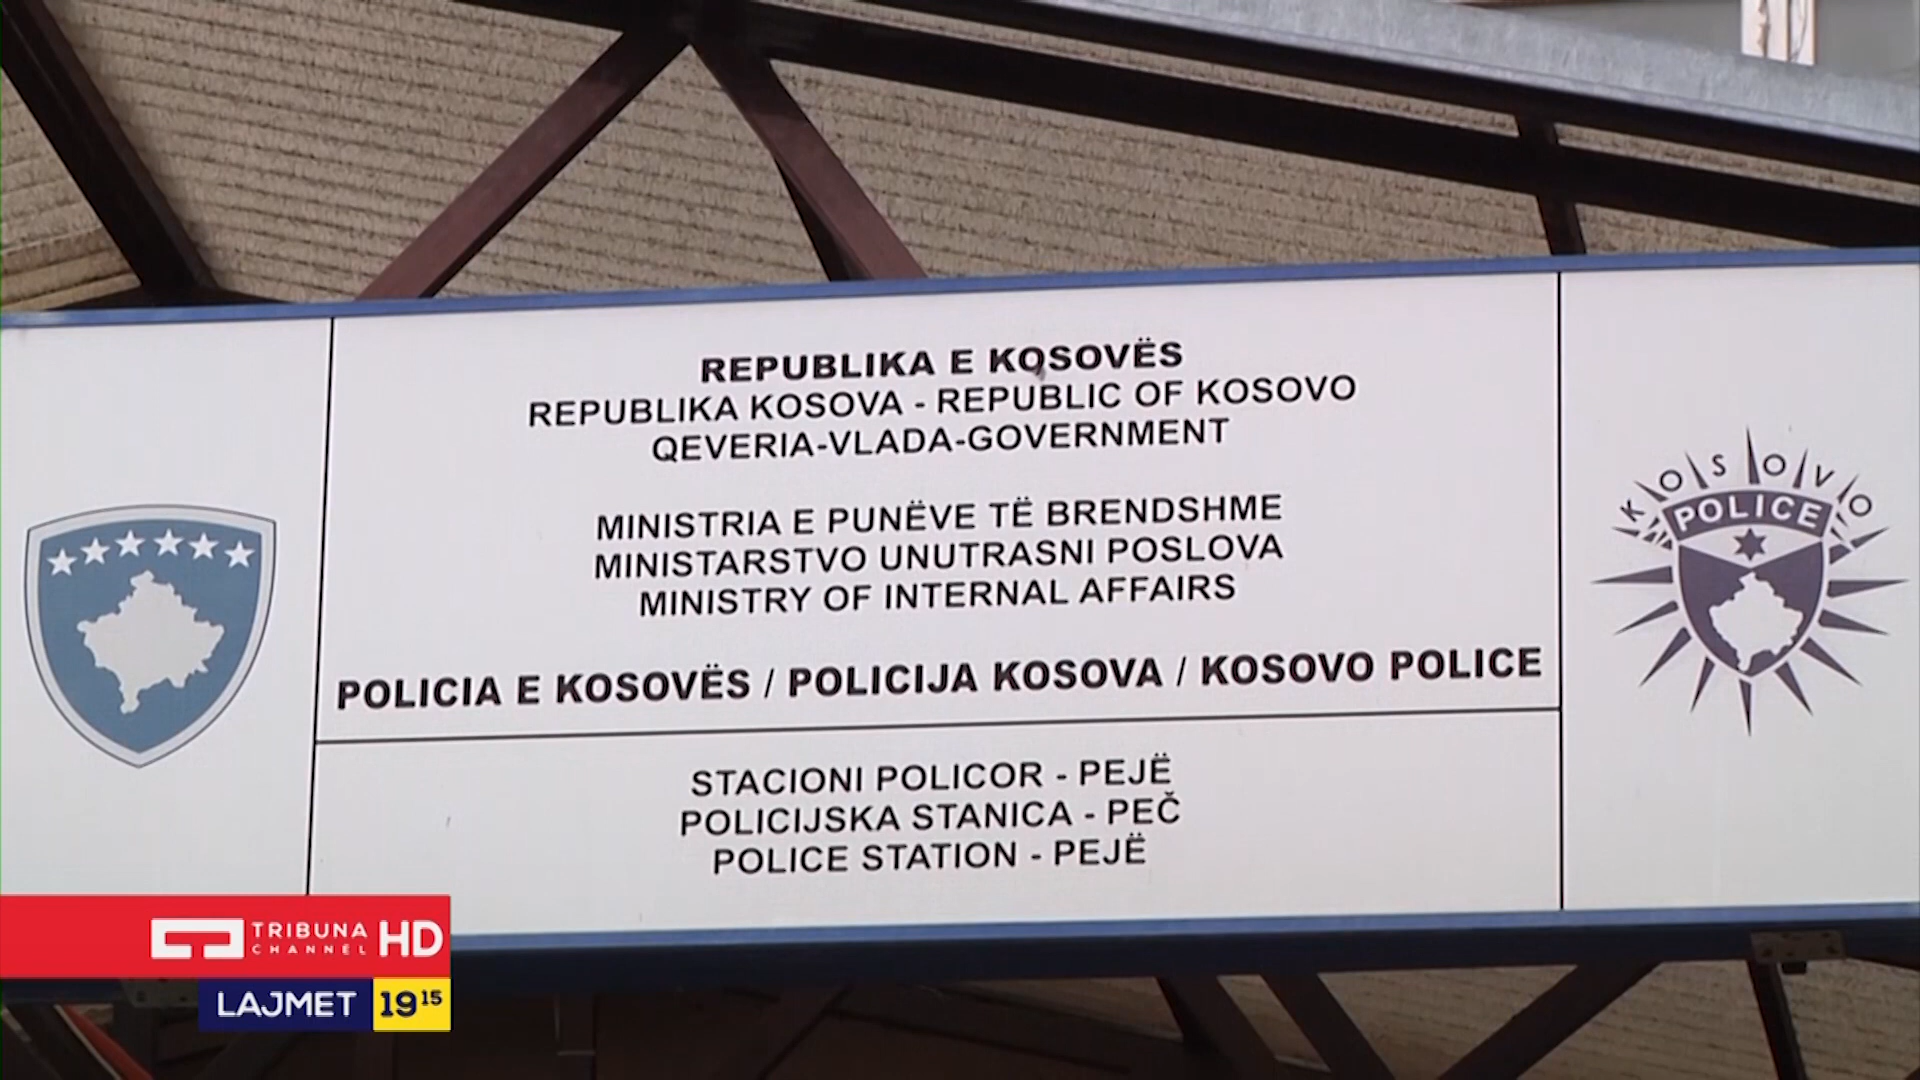 REPUBLIKA E KOSOVËS
REPUBLIKA KOSOVA - REPUBLIC OF KOSOVO
QEVERIA-VLADA-GOVERNMENT
MINISTRIA E PUNËVE TË BRENDSHME
MINISTARSTVO UNUTRASNI POSLOVA
MINISTRY OF INTERNAL AFFAIRS
POLICIA E KOSOVËS / POLICIJA KOSOVA / KOSOVO POLICE
STACIONI POLICOR - PEJË
POLICIJSKA STANICA - PEČ
POLICE STATION - PEJË
KOSOVO
POLICE
TRIBUNA
CHANNEL
HD
LAJMET 19 15